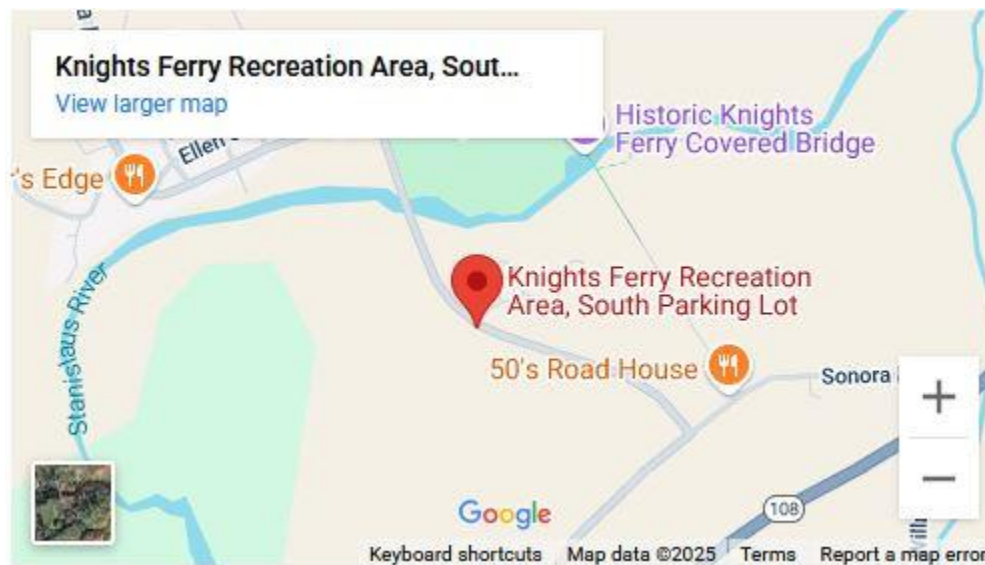 Knights Ferry Recreation Area, Sout...
View larger map
Historic Knights
Ferry Covered Bridge
Ellen
's Edge
Knights Ferry Recreation
Area, South Parking Lot
Stanislaus River
50's Road House
Sonora
108
Google
Keyboard shortcuts Map data ©2025 Terms Report a map error